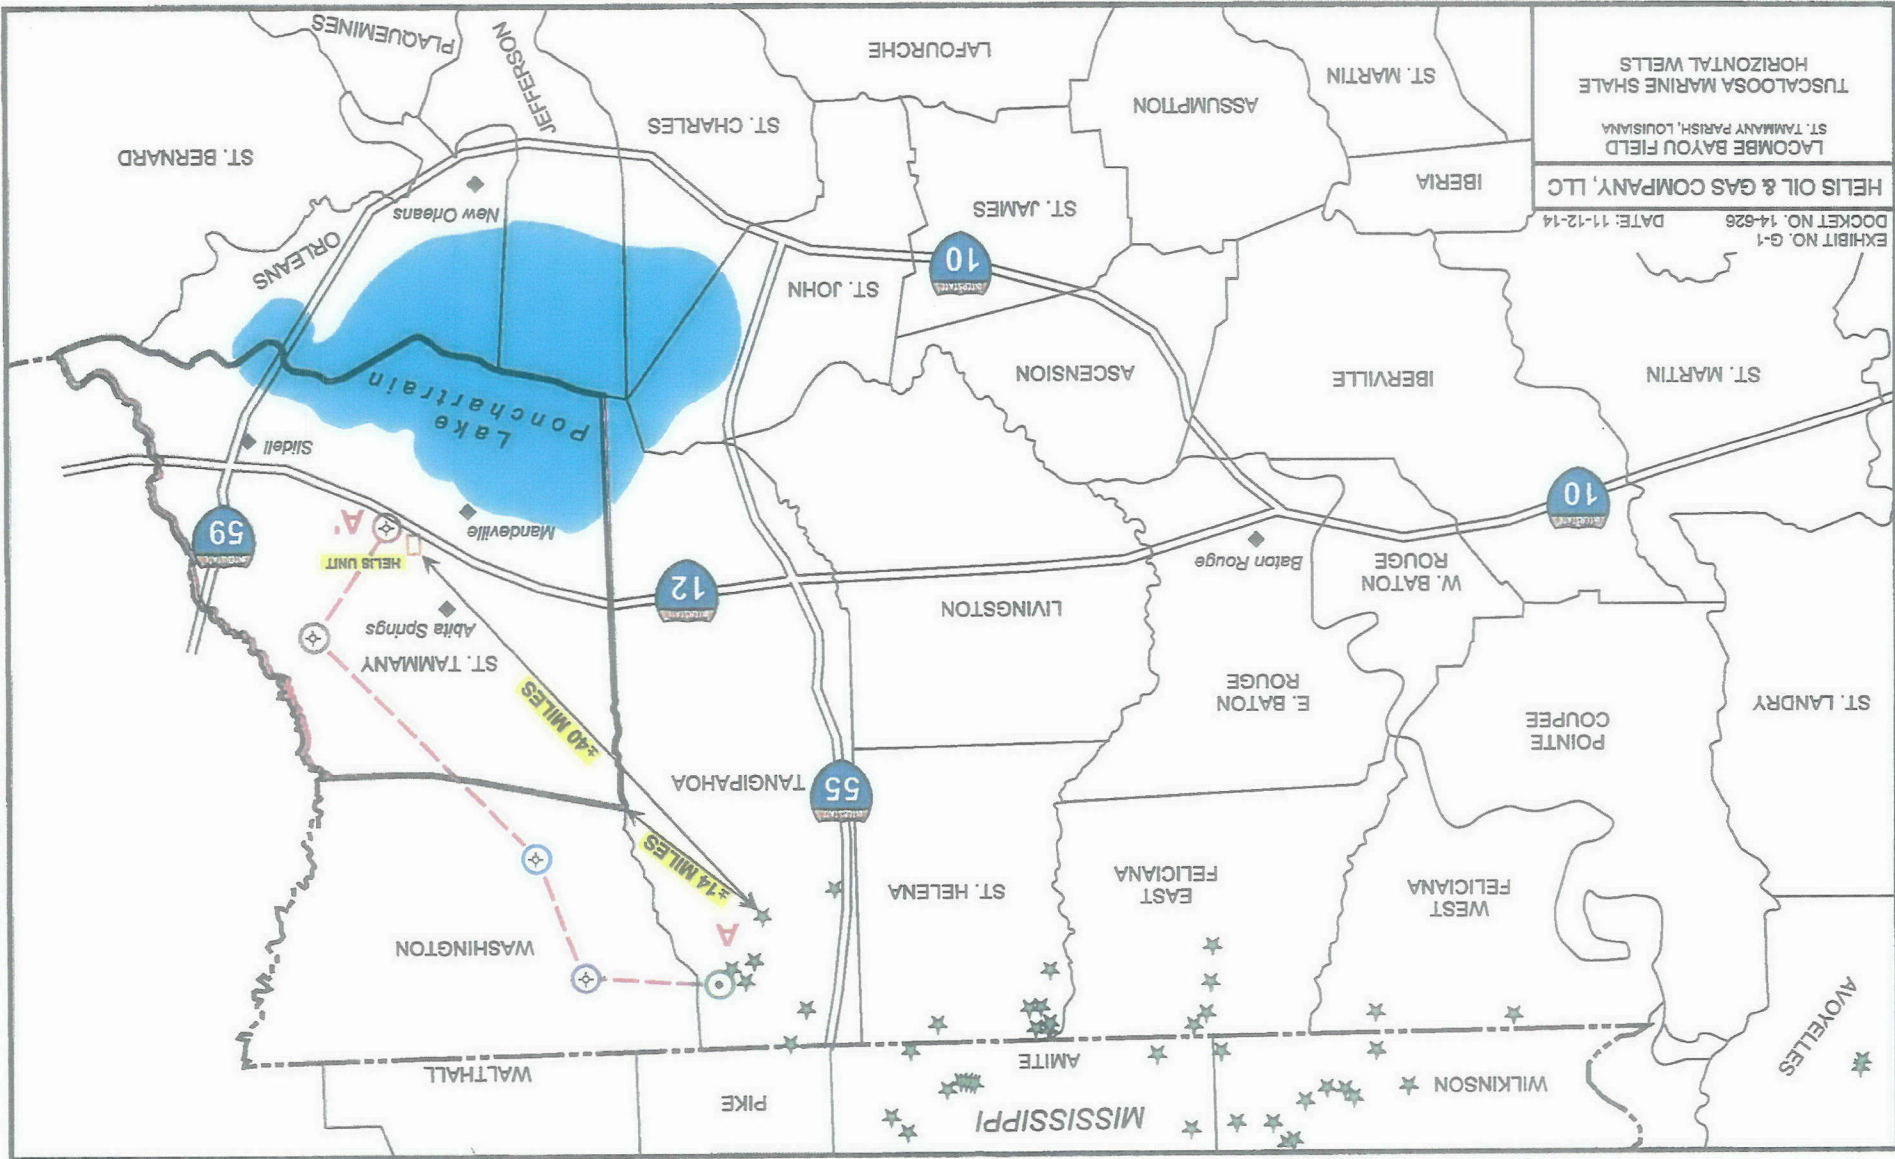 MISSISSIPPI
WILKINSON
AMITE
PIKE
WALTHALL
AVOYELLES
WEST
FELICIANA
EAST
FELICIANA
ST. HELENA
A
WASHINGTON
±14 MILES
55
TANGIPAHOA
POINTE
COUPEE
ST. LANDRY
E. BATON
ROUGE
±40 MILES
ST. TAMMANY
Abita Springs
LIVINGSTON
12
W. BATON
ROUGE
Baton Rouge
HELIS UNIT
59
A'
Mandeville
INTERSTATE
10
Slidell
Lake
Ponchartrain
ST. MARTIN
IBERVILLE
ASCENSION
ST. JOHN
INTERSTATE
10
ORLEANS
New Orleans
EXHIBIT NO. G-1
DOCKET NO. 14-626 DATE: 11-12-14
HELIS OIL & GAS COMPANY, LLC
LACOMBE BAYOU FIELD
ST. TAMMANY PARISH, LOUISIANA
TUSCALOOSA MARINE SHALE
HORIZONTAL WELLS
IBERIA
ST. JAMES
ST. MARTIN
ASSUMPTION
ST. CHARLES
ST. BERNARD
LAFOURCHE
JEFFERSON
PLAQUEMINES